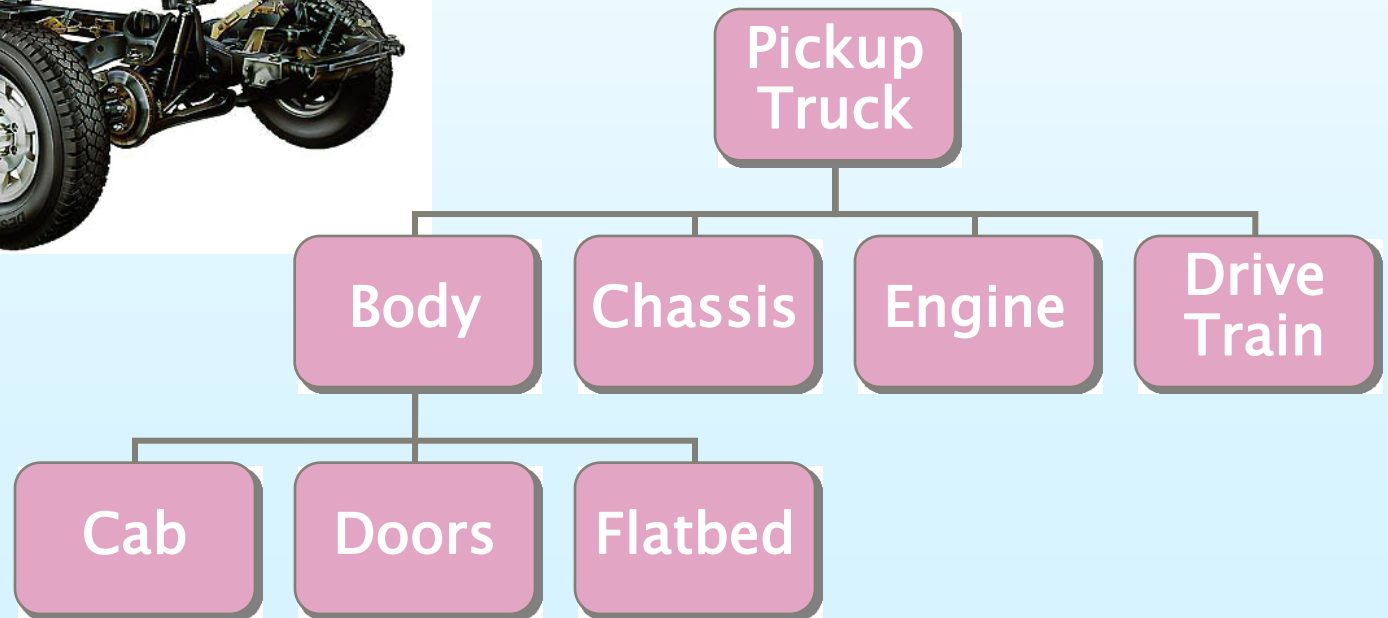 Pickup
Truck
Body
Chassis
Engine
Drive
Train
Cab
Doors
Flatbed